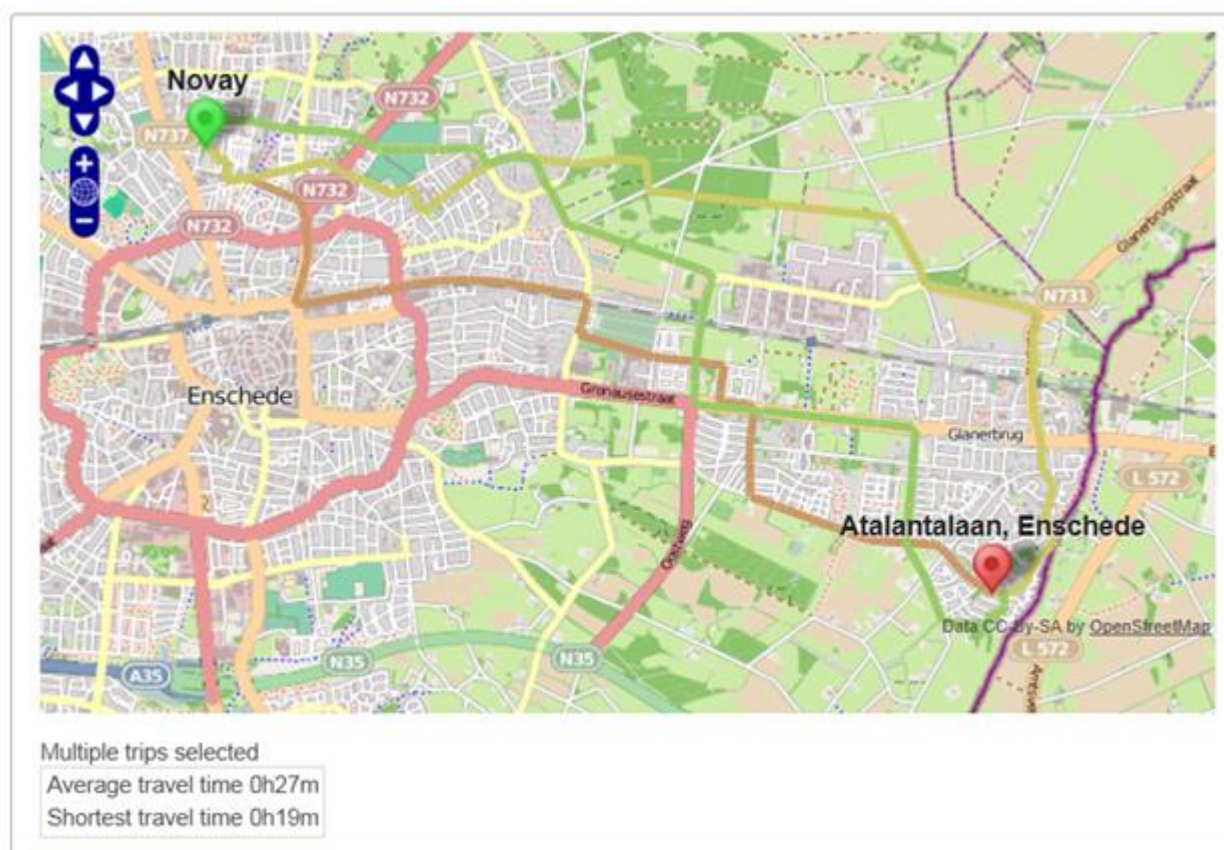 Novay
N732
N737
N732
N732
Glanerbrugstraat
N731
Enschede
Gronausestraat
Glanerbrug
L 572
Atalantalaan, Enschede
Oostweg
Data CC-By-SA by OpenStreetMap
L 572
N35
N35
A35
Multiple trips selected
Average travel time 0h27m
Shortest travel time 0h19m